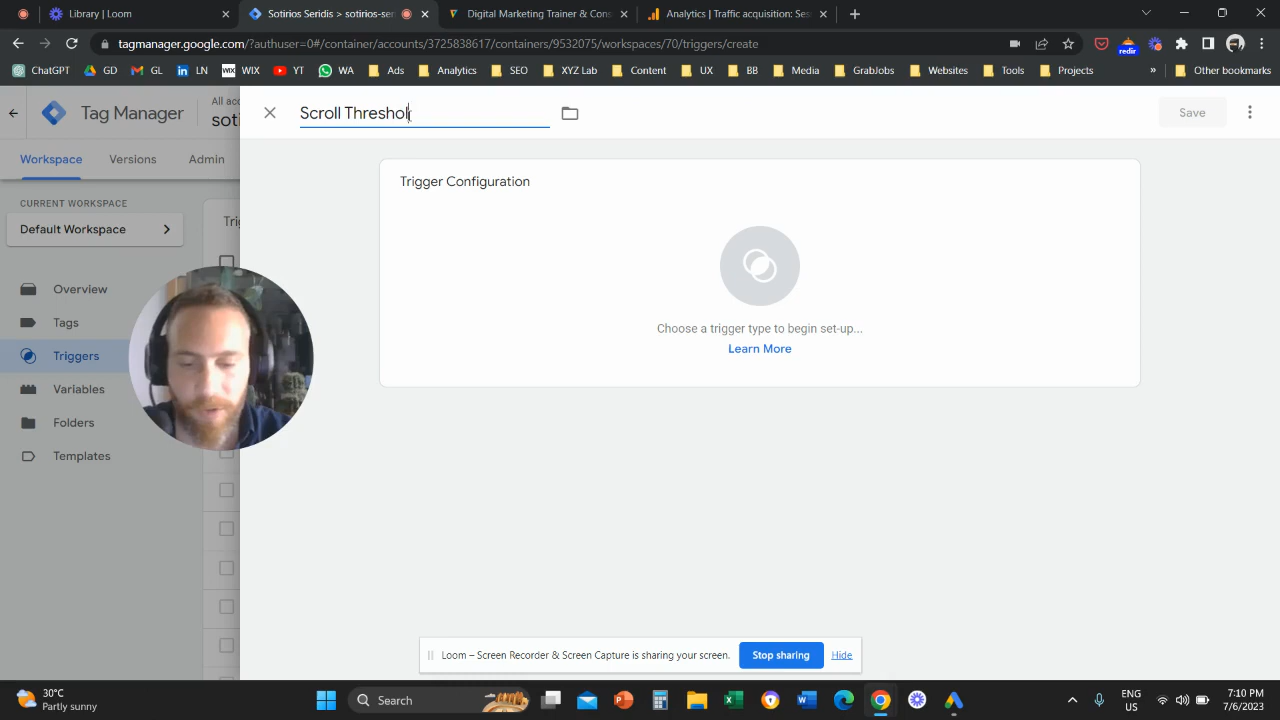 Library | Loom
Sotirios Seridis > sotirios-ser
Digital Marketing Trainer & Cons
Analytics | Traffic acquisition: Ses
tagmanager.google.com/?authuser=0#/container/accounts/3725838617/containers/9532075/workspaces/70/triggers/create
redir
ChatGPT
GD
GL
LN
WIX
WIX
YT
WA
Ads
Analytics
SEO
XYZ Lab
Content
UX
BB
Media
GrabJobs
Websites
Tools
Projects
»
Other bookmarks
Tag Manager
All acc
soti
Scroll Threshol
Save
Workspace
Versions
Admin
CURRENT WORKSPACE
Default Workspace
Trig
Overview
Tags
Triggers
Variables
Folders
Templates
Trigger Configuration
Choose a trigger type to begin set-up...
Learn More
Loom – Screen Recorder & Screen Capture is sharing your screen.
Stop sharing
Hide
30°C
Partly sunny
Search
ENG
US
7:10 PM
7/6/2023